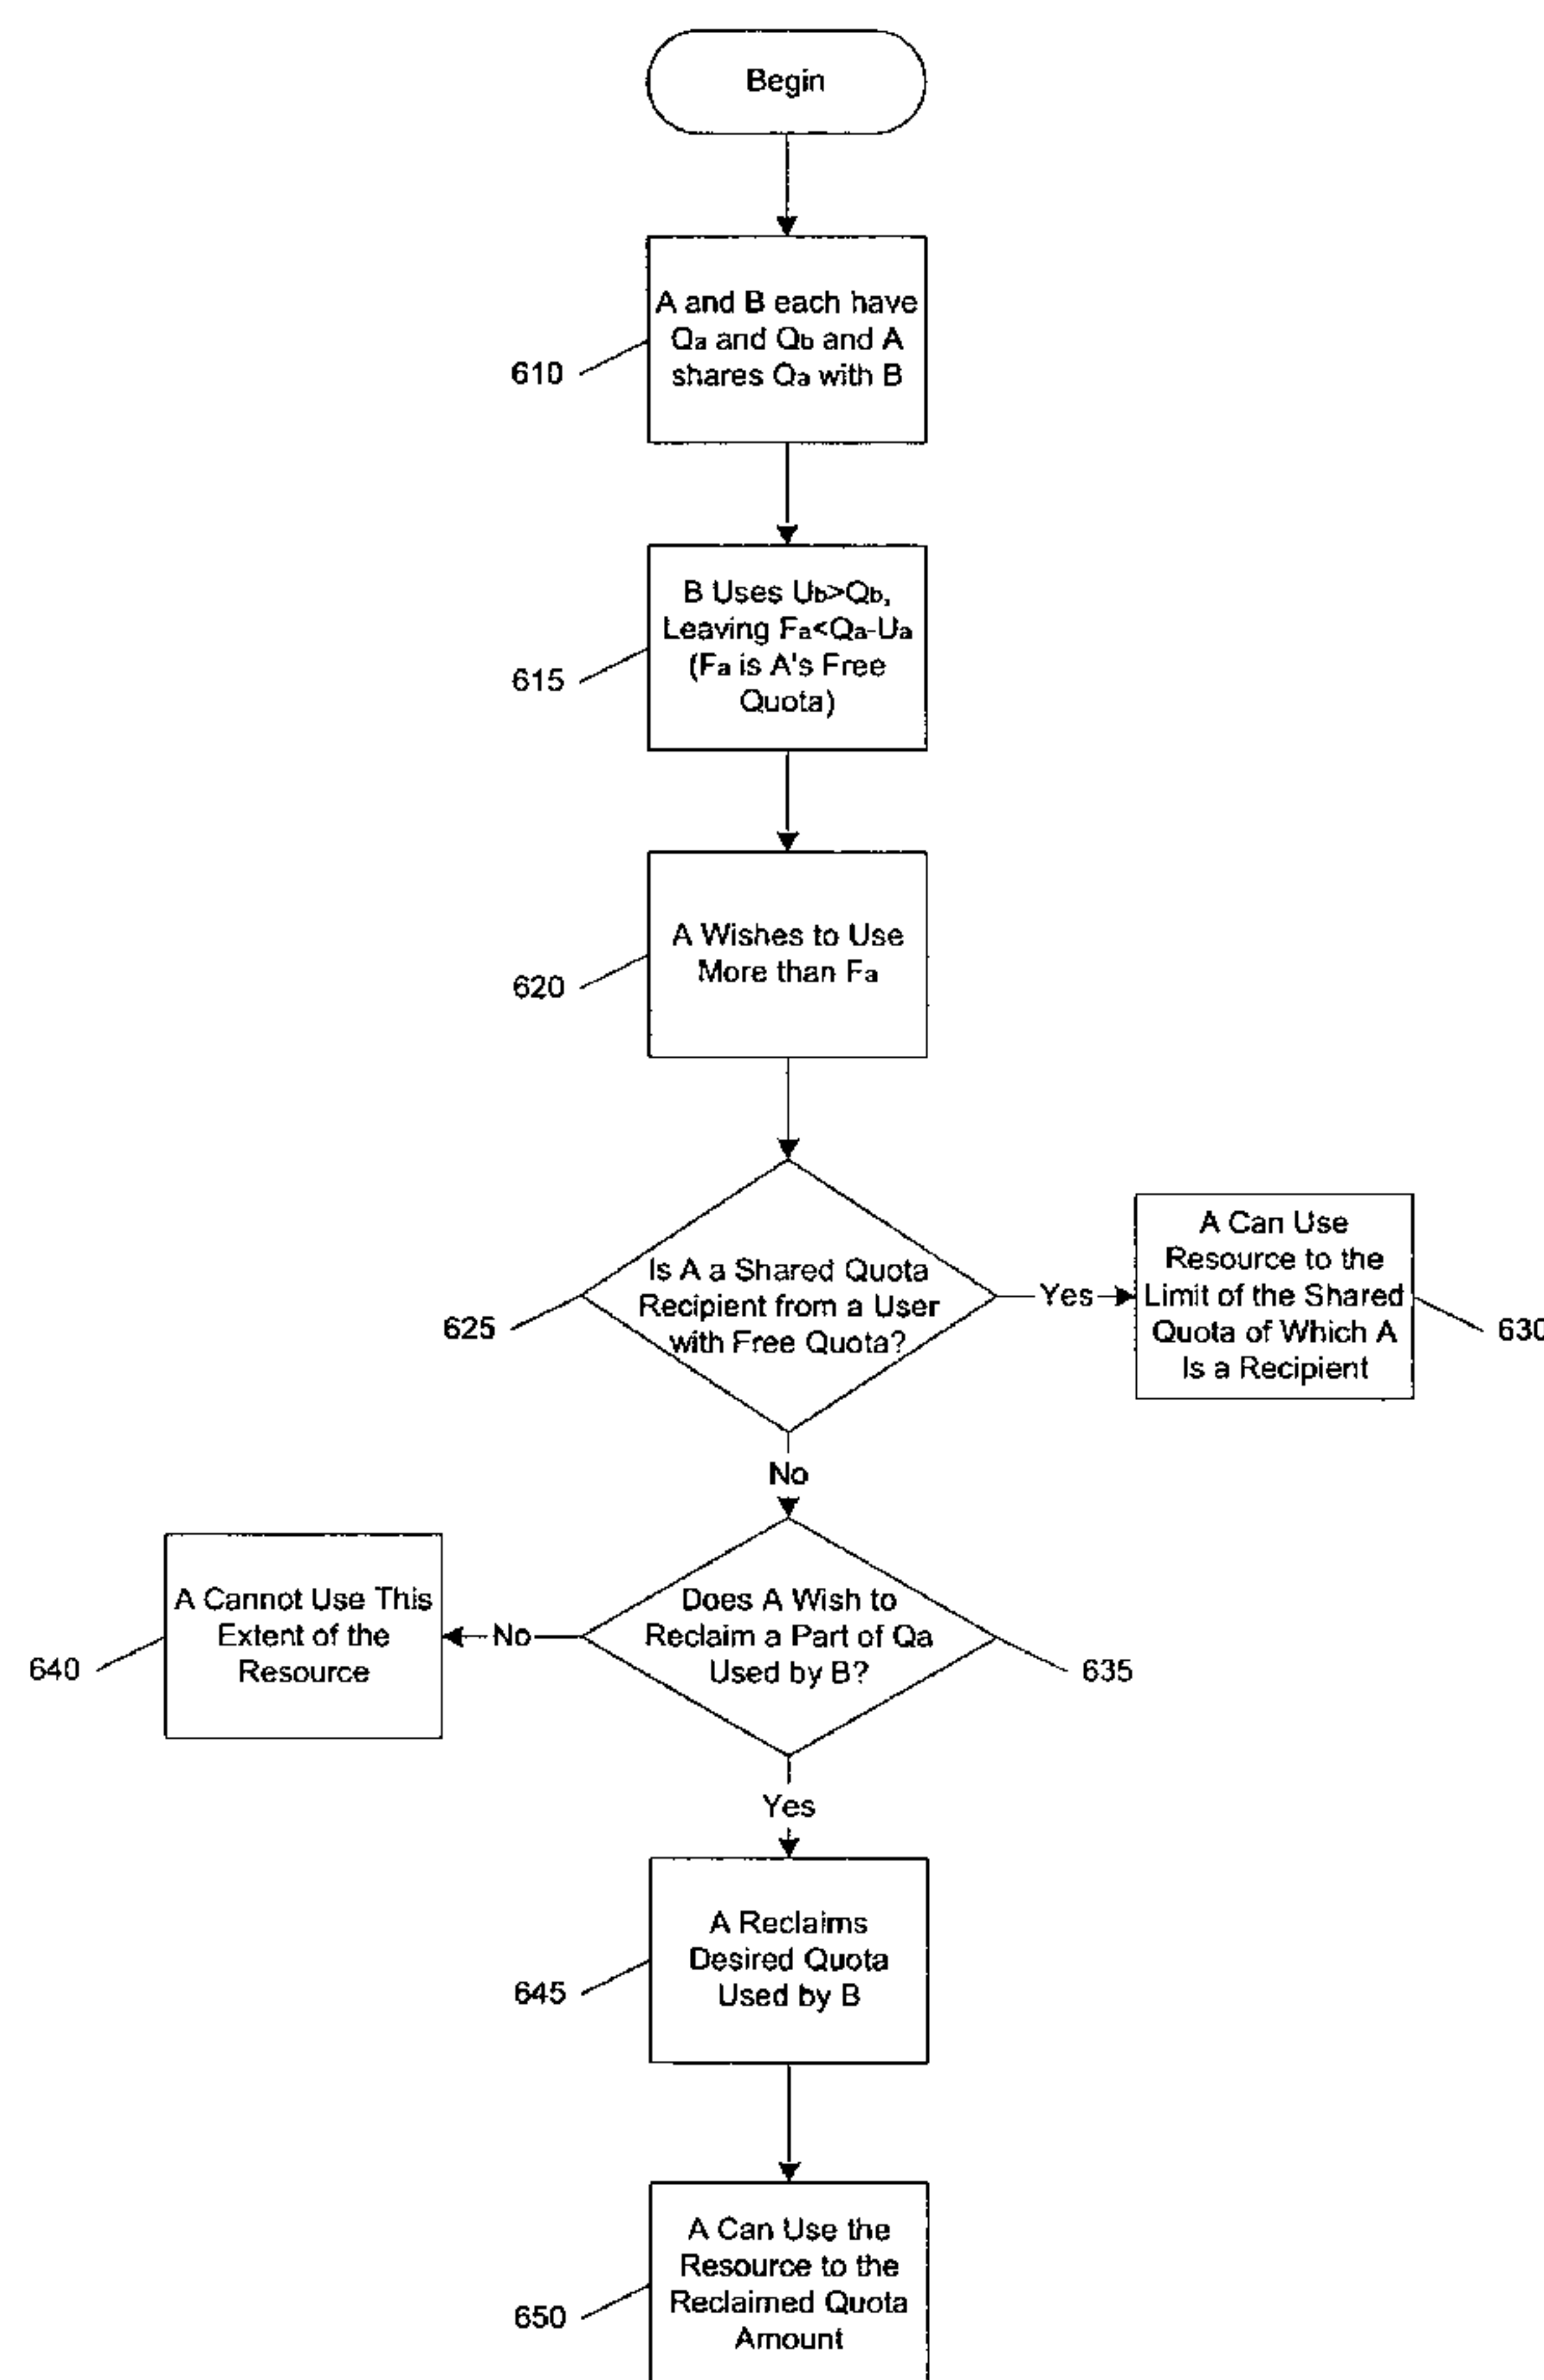 Begin
A and B each have
Qa and Qb and A
shares Qa with B
610
B Uses Ub>Qb,
Leaving Fa<Qa-Ua
(Fa is A's Free
Quota)
615
A Wishes to Use
More than Fa
620
Is A a Shared Quota
Recipient from a User
with Free Quota?
625
Yes
A Can Use
Resource to the
Limit of the Shared
Quota of Which A
Is a Recipient
630
No
Does A Wish to
Reclaim a Part of Qa
Used by B?
635
No
A Cannot Use This
Extent of the
Resource
640
Yes
A Reclaims
Desired Quota
Used by B
645
A Can Use the
Resource to the
Reclaimed Quota
Amount
650